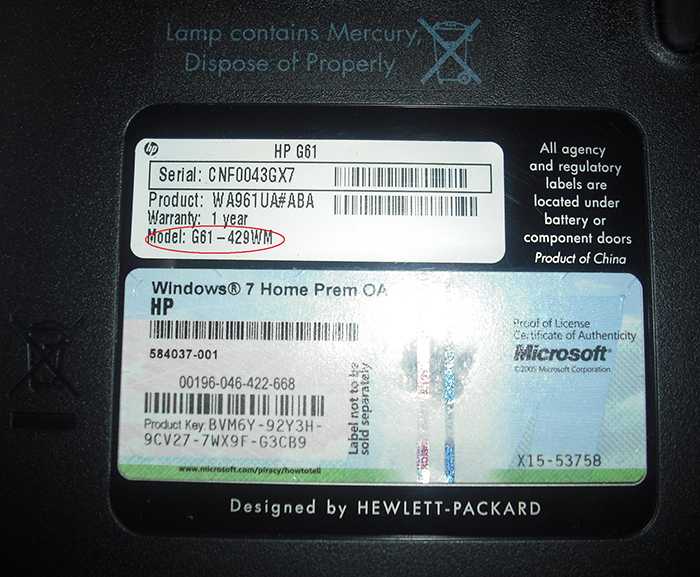 Lamp contains Mercury,
Dispose of Properly
hp
HP G61
Serial: CNF0043GX7
Product: WA961UA#ABA
Warranty: 1 year
Model: G61-429WM
All agency
and regulatory
labels are
located under
battery or
component doors
Product of China
Windows® 7 Home Prem OA
HP
584037-001
00196-046-422-668
Product Key: BVM6Y-92Y3H-
9CV27-7WX9F-G3CB9
Label not to be
sold separately
www.microsoft.com/piracy/howtotell
Proof of License
Certificate of Authenticity
Microsoft®
©2005 Microsoft Corporation
X15-53758
Designed by HEWLETT-PACKARD